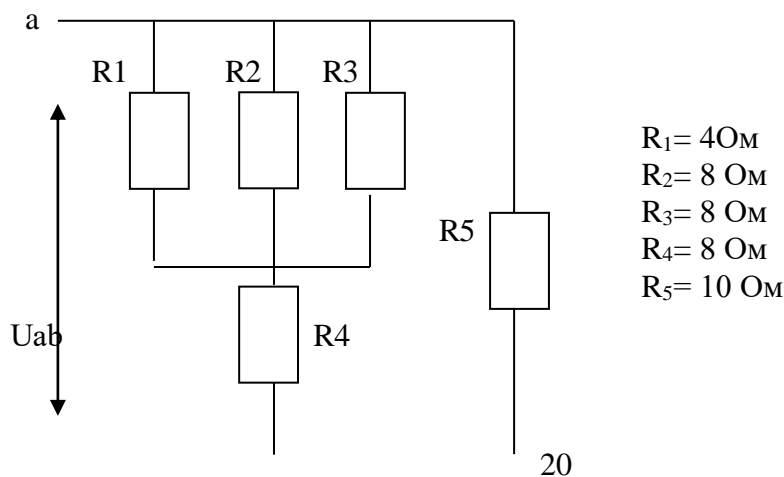 a
R1 R2 R3
R5
Uab R4
20
R₁= 4Ом
R₂= 8 Ом
R₃= 8 Ом
R₄= 8 Ом
R₅= 10 Ом